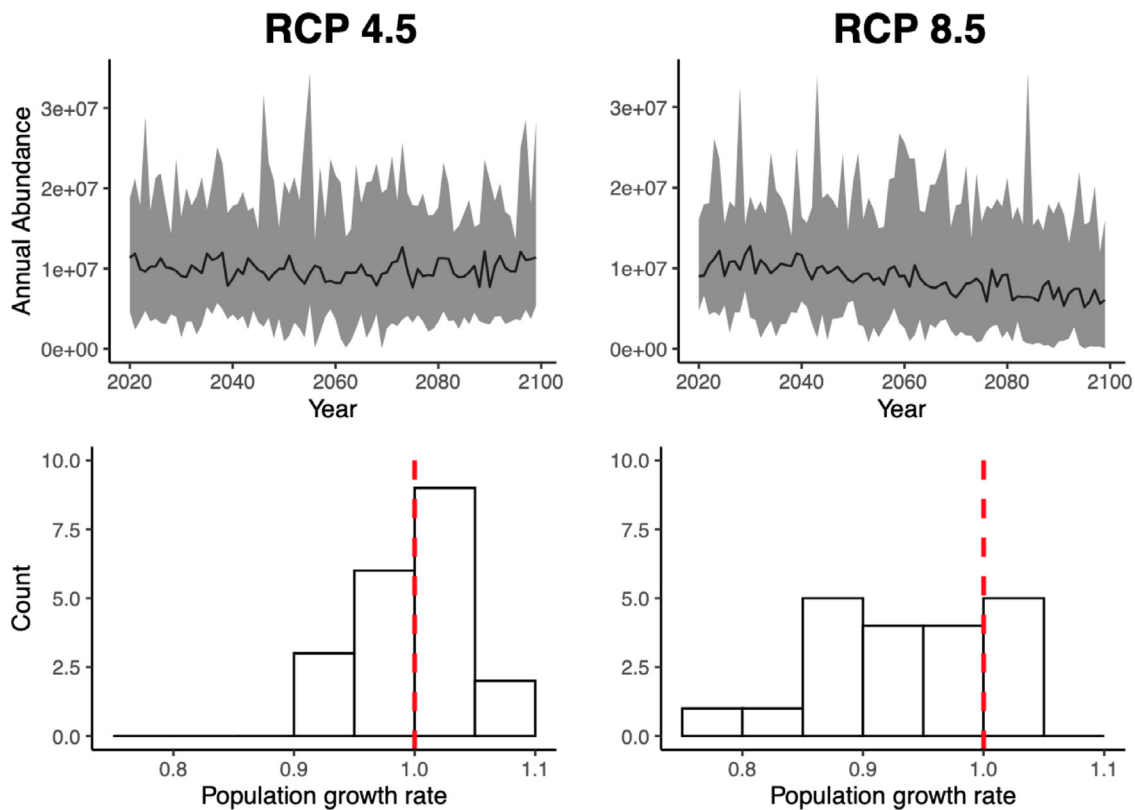 RCP 4.5
RCP 8.5
Annual Abundance
3e+07
2e+07
1e+07
0e+00
2020 2040 2060 2080 2100
Year
3e+07
2e+07
1e+07
0e+00
2020 2040 2060 2080 2100
Year
Count
10.0
7.5
5.0
2.5
0.0
0.8 0.9 1.0 1.1
Population growth rate
10.0
7.5
5.0
2.5
0.0
0.8 0.9 1.0 1.1
Population growth rate